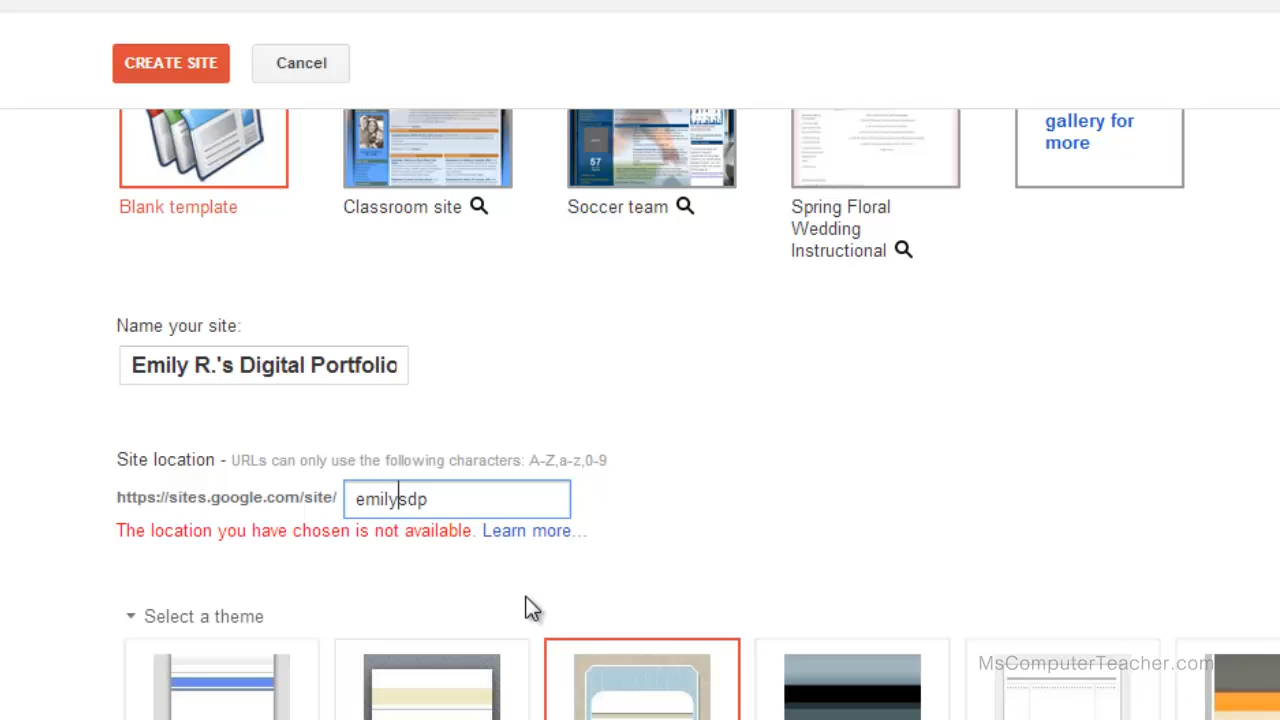 CREATE SITE
Cancel
gallery for
more
57
Blank template
Classroom site
Soccer team
Spring Floral
Wedding
Instructional
Name your site:
Emily R.'s Digital Portfolio
Site location - URLs can only use the following characters: A-Z,a-z,0-9
https://sites.google.com/site/ emilysdp
The location you have chosen is not available. Learn more...
Select a theme
MsComputerTeacher.com